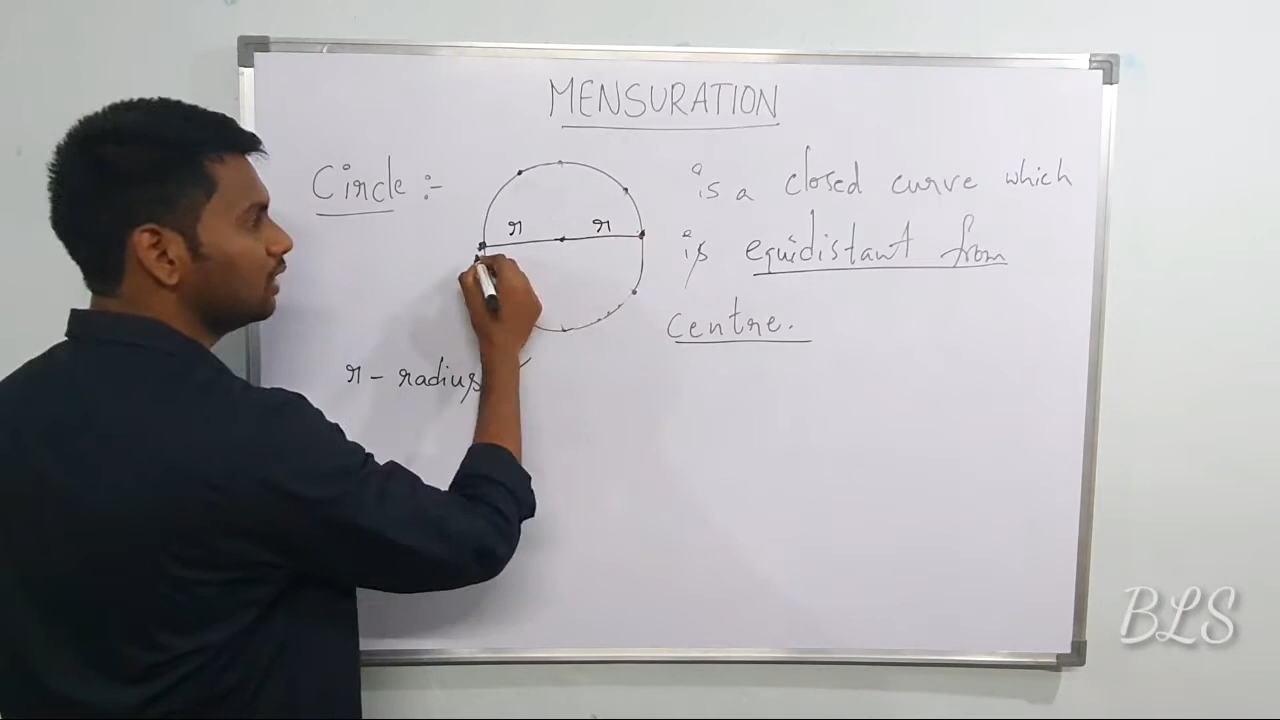 MENSURATION
Circle :-
is a closed curve which
is equidistant from
centre.
r r
r - radius
BLS